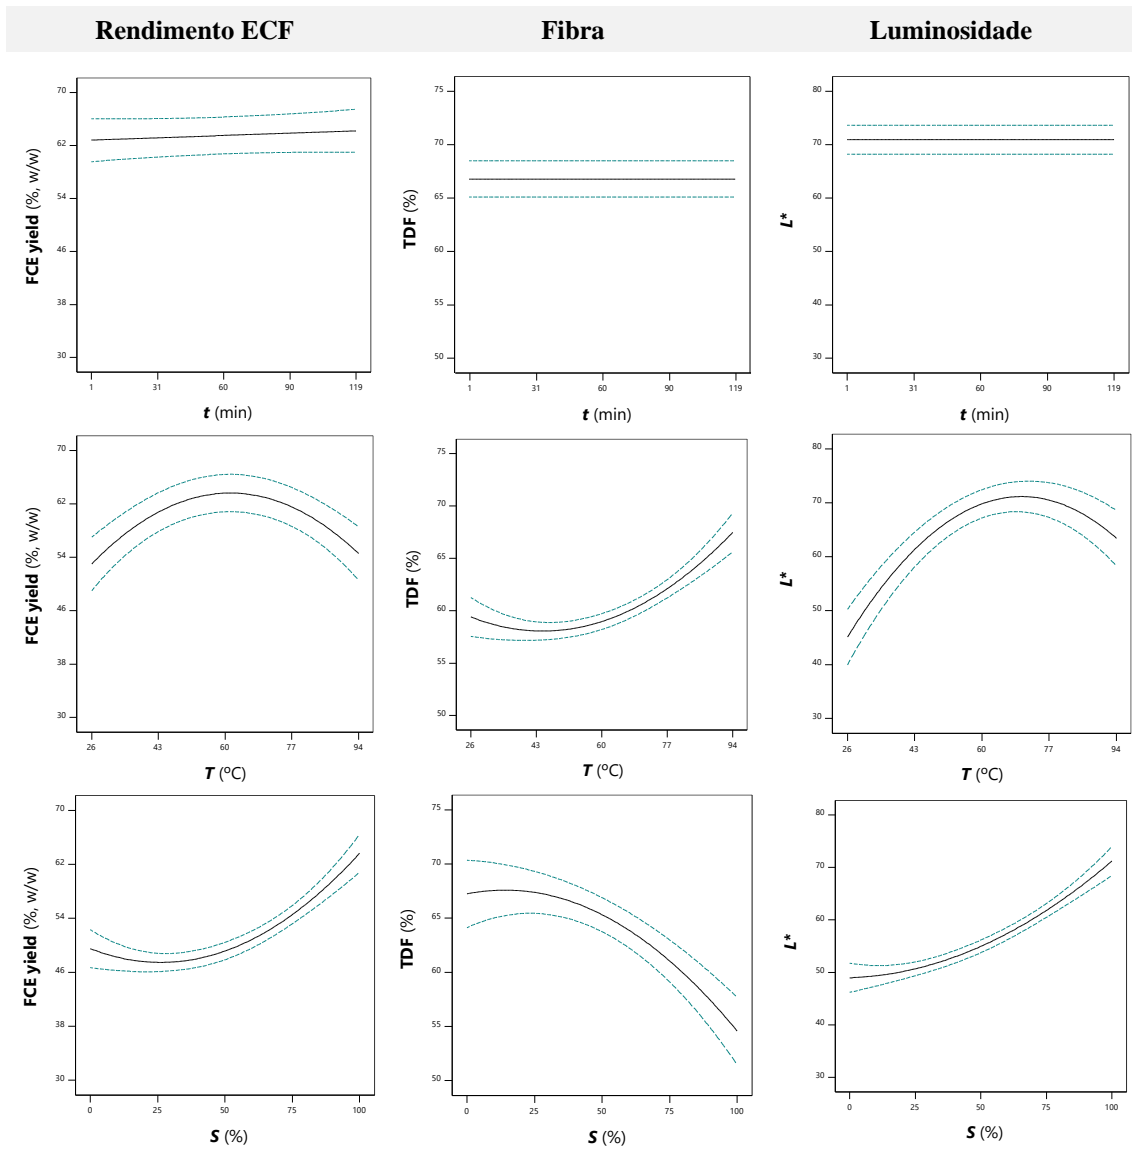 Rendimento ECF Fibra Luminosidade
FCE yield (%, w/w)
70
62
54
46
38
30
1 31 60 90 119
t (min)
TDF (%)
75
70
65
60
55
50
1 31 60 90 119
t (min)
L*
80
70
60
50
40
30
1 31 60 90 119
t (min)
FCE yield (%, w/w)
70
62
54
46
38
30
26 43 60 77 94
T (ºC)
TDF (%)
75
70
65
60
55
50
26 43 60 77 94
T (ºC)
L*
80
70
60
50
40
30
26 43 60 77 94
T (ºC)
FCE yield (%, w/w)
70
62
54
46
38
30
0 25 50 75 100
S (%)
TDF (%)
75
70
65
60
55
50
0 25 50 75 100
S (%)
L*
80
70
60
50
40
30
0 25 50 75 100
S (%)